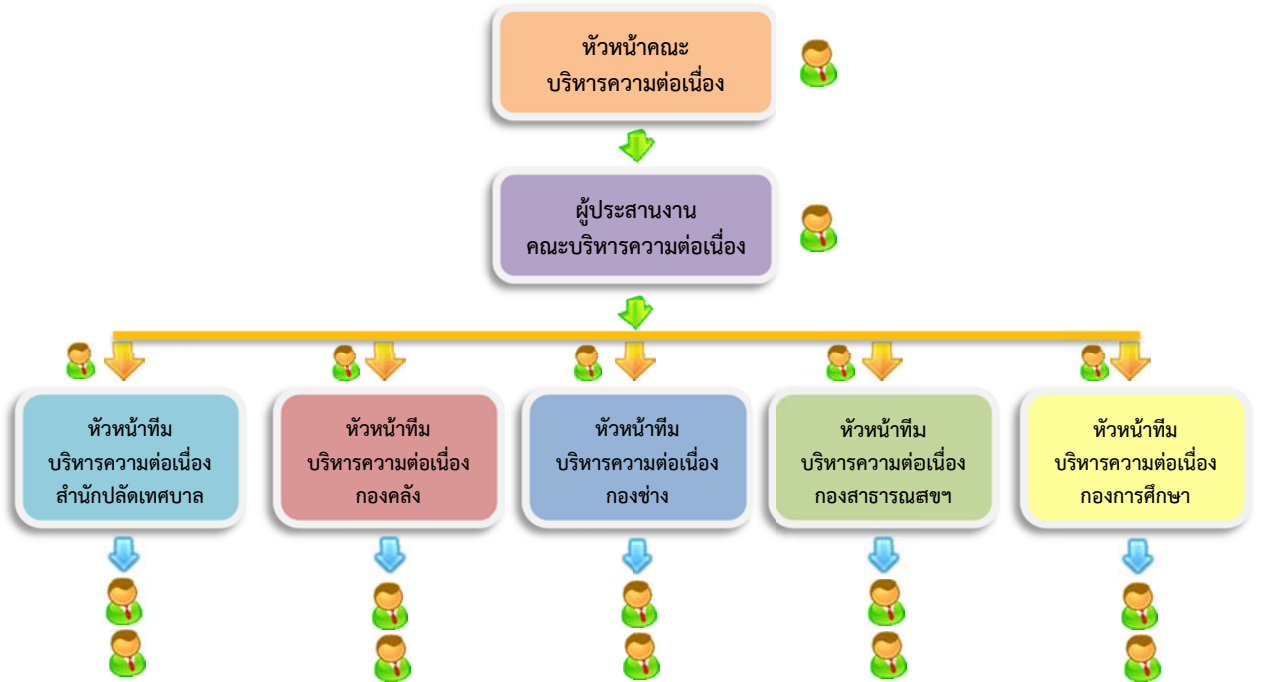 หัวหน้าคณะ
บริหารความต่อเนื่อง
ผู้ประสานงาน
คณะบริหารความต่อเนื่อง
หัวหน้าทีม
บริหารความต่อเนื่อง
สำนักปลัดเทศบาล
หัวหน้าทีม
บริหารความต่อเนื่อง
กองคลัง
หัวหน้าทีม
บริหารความต่อเนื่อง
กองช่าง
หัวหน้าทีม
บริหารความต่อเนื่อง
กองสาธารณสขฯ
หัวหน้าทีม
บริหารความต่อเนื่อง
กองการศึกษา